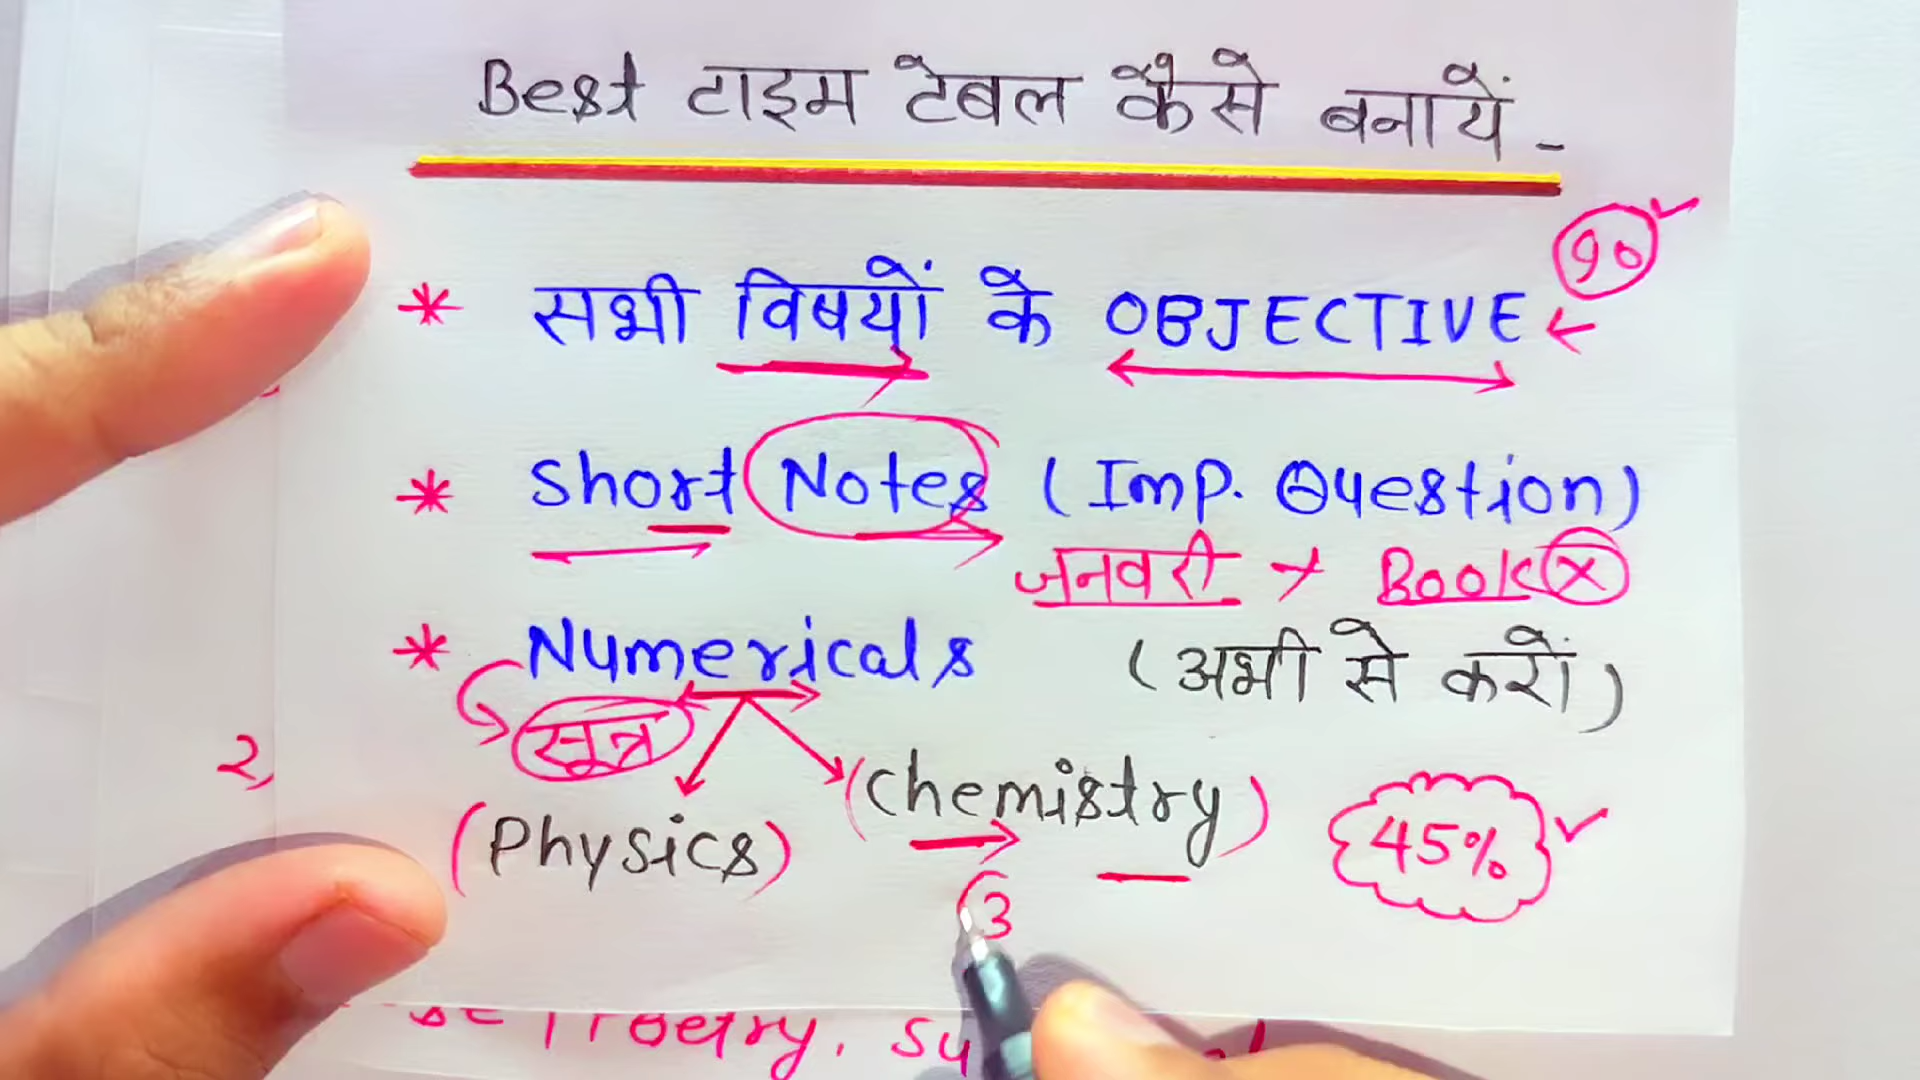 Best टाइम टेबल कैसे बनायें -
90
* सभी विषयों के OBJECTIVE
* Short Notes (Imp. Question)
जनवरी → Book X
* Numericals (अभी से करों)
सूत्र
(Physics) (Chemistry) 45%
3
2,
Poetry,